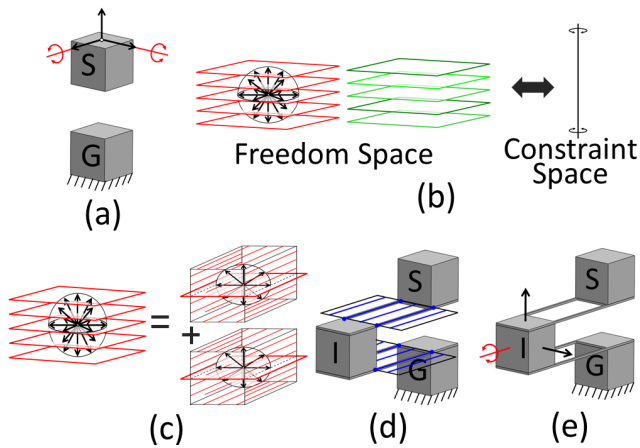 S
G
(a)
Freedom Space
Constraint
Space
(b)
=
+
(c)
S
I
G
(d)
S
I
G
(e)